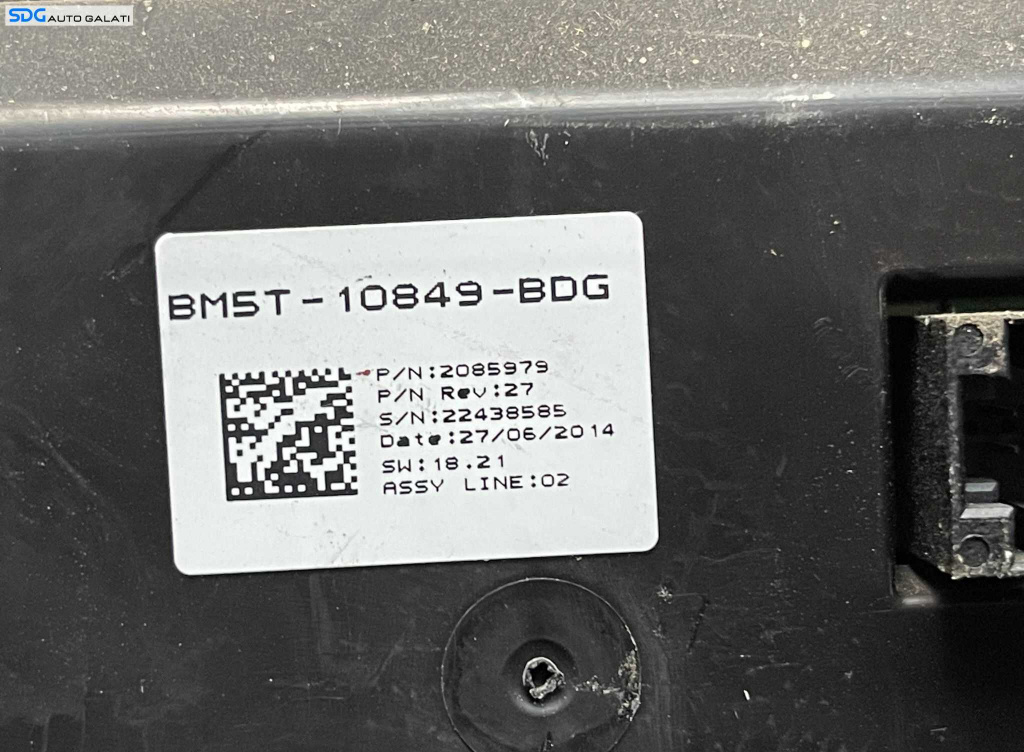 SDG AUTO GALATI
BM5T-10849-BDG
P/N:2085979
P/N Rev:27
S/N:22438585
Date:27/06/2014
SW:18.21
ASSY LINE:02